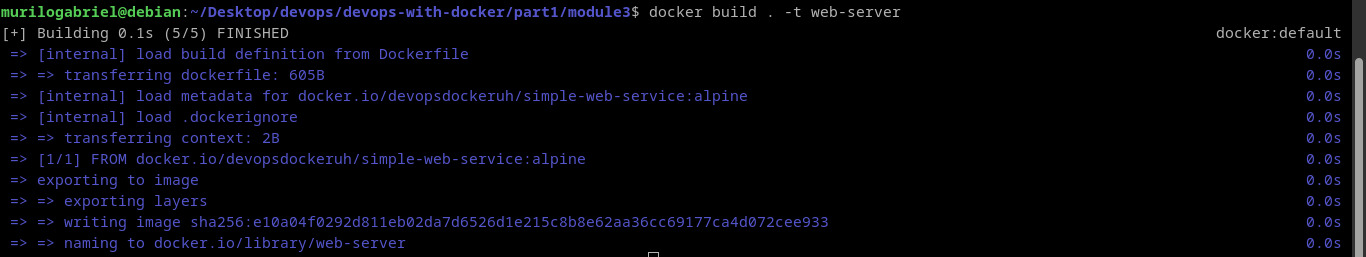 murilogabriel@debian:~/Desktop/devops/devops-with-docker/part1/module3$ docker build . -t web-server
[+] Building 0.1s (5/5) FINISHED docker:default
=> [internal] load build definition from Dockerfile 0.0s
=> => transferring dockerfile: 605B 0.0s
=> [internal] load metadata for docker.io/devopsdockeruh/simple-web-service:alpine 0.0s
=> [internal] load .dockerignore 0.0s
=> => transferring context: 2B 0.0s
=> [1/1] FROM docker.io/devopsdockeruh/simple-web-service:alpine 0.0s
=> exporting to image 0.0s
=> => exporting layers 0.0s
=> => writing image sha256:e10a04f0292d811eb02da7d6526d1e215c8b8e62aa36cc69177ca4d072cee933 0.0s
=> => naming to docker.io/library/web-server 0.0s